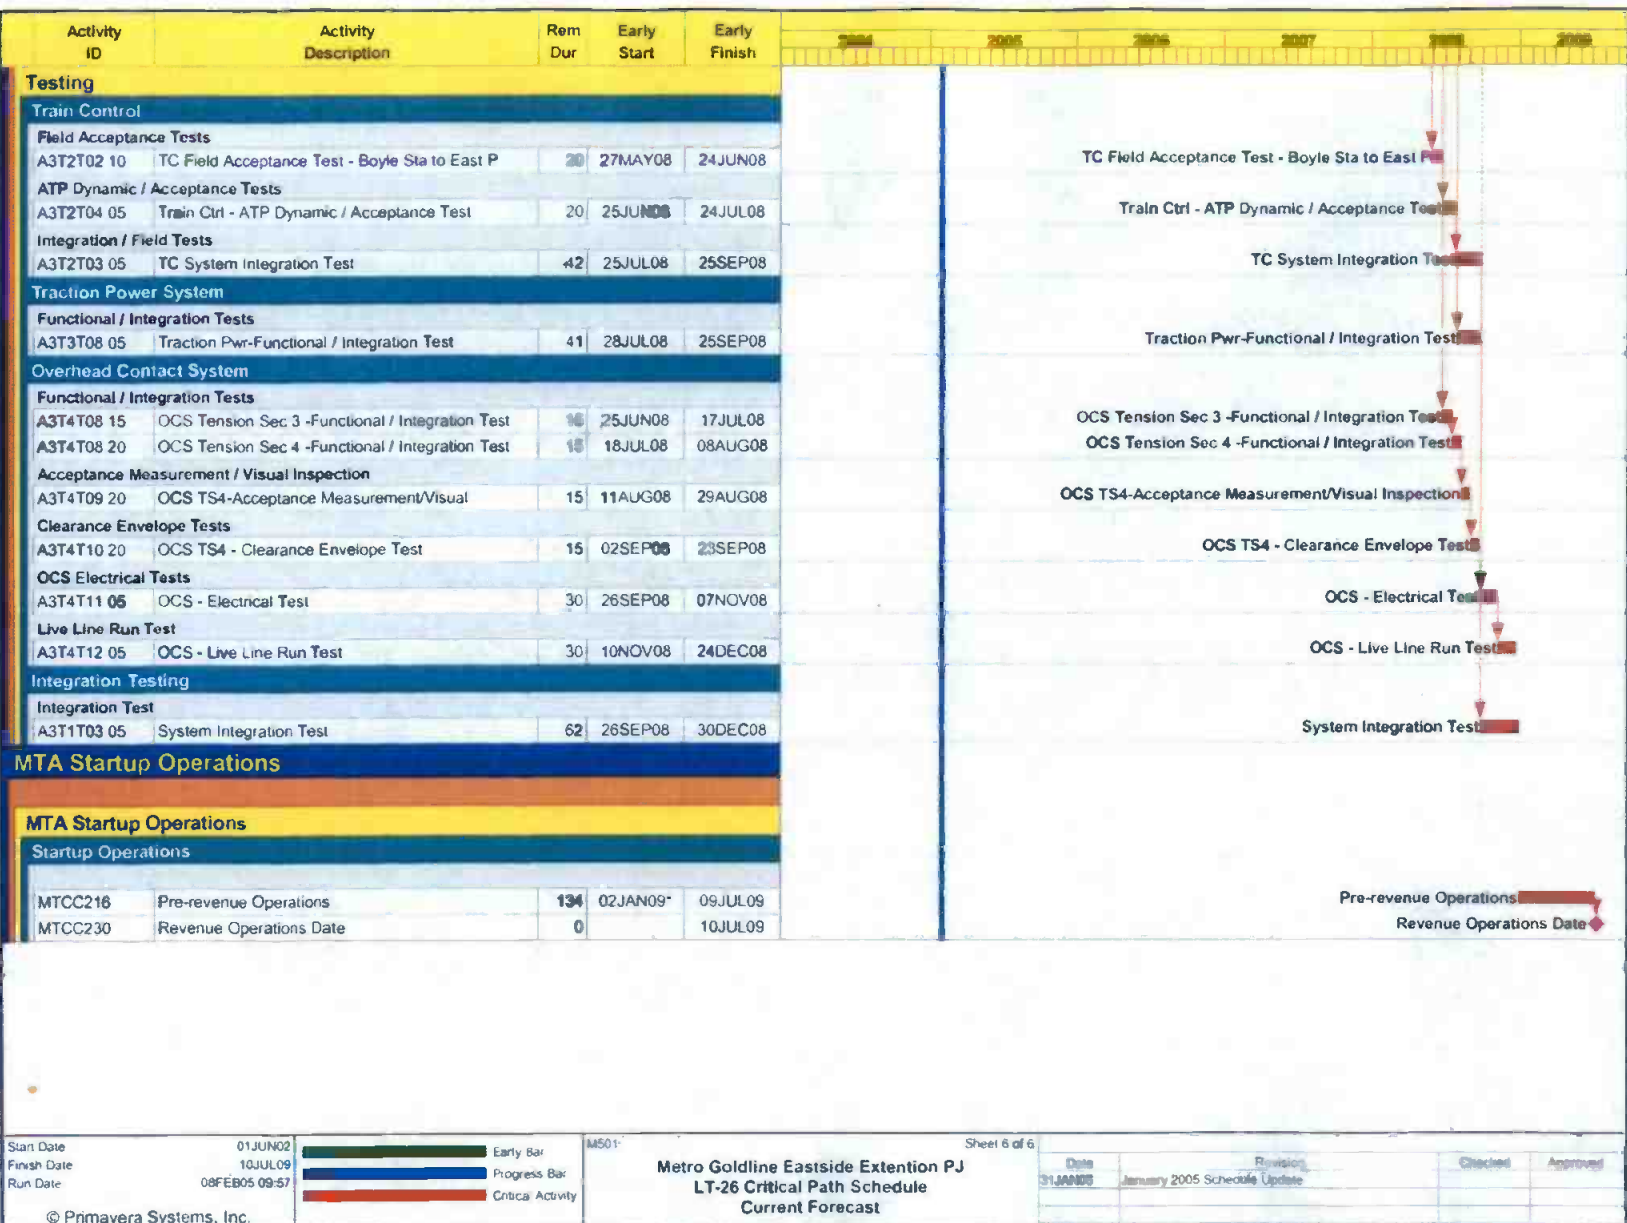 Activity ID Activity Description Rem Dur Early Start Early Finish 2004 2005 2006 2007 2008 2009
Testing
Train Control
Field Acceptance Tests
A3T2T02 10 TC Field Acceptance Test - Boyle Sta to East P 20 27MAY08 24JUN08 TC Field Acceptance Test - Boyle Sta to East P
ATP Dynamic / Acceptance Tests
A3T2T04 05 Train Ctrl - ATP Dynamic / Acceptance Test 20 25JUN08 24JUL08 Train Ctrl - ATP Dynamic / Acceptance Test
Integration / Field Tests
A3T2T03 05 TC System Integration Test 42 25JUL08 25SEP08 TC System Integration Test
Traction Power System
Functional / Integration Tests
A3T3T08 05 Traction Pwr-Functional / Integration Test 41 28JUL08 25SEP08 Traction Pwr-Functional / Integration Test
Overhead Contact System
Functional / Integration Tests
A3T4T08 15 OCS Tension Sec 3 -Functional / Integration Test 25JUN08 17JUL08 OCS Tension Sec 3 -Functional / Integration Test
A3T4T08 20 OCS Tension Sec 4 -Functional / Integration Test 18JUL08 08AUG08 OCS Tension Sec 4 -Functional / Integration Test
Acceptance Measurement / Visual Inspection
A3T4T09 20 OCS TS4-Acceptance Measurement/Visual 15 11AUG08 29AUG08 OCS TS4-Acceptance Measurement/Visual Inspection
Clearance Envelope Tests
A3T4T10 20 OCS TS4 - Clearance Envelope Test 15 02SEP08 23SEP08 OCS TS4 - Clearance Envelope Test
OCS Electrical Tests
A3T4T11 05 OCS - Electrical Test 30 26SEP08 07NOV08 OCS - Electrical Test
Live Line Run Test
A3T4T12 05 OCS - Live Line Run Test 30 10NOV08 24DEC08 OCS - Live Line Run Test
Integration Testing
Integration Test
A3T1T03 05 System Integration Test 62 26SEP08 30DEC08 System Integration Test
MTA Startup Operations
MTA Startup Operations
Startup Operations
MTCC216 Pre-revenue Operations 134 02JAN09* 09JUL09 Pre-revenue Operations
MTCC230 Revenue Operations Date 0 10JUL09 Revenue Operations Date
Start Date 01JUN02
Finish Date 10JUL09
Run Date 08FEB05 09:57
© Primavera Systems, Inc.
Early Bar
Progress Bar
Critical Activity
M501
Sheet 6 of 6
Metro Goldline Eastside Extention PJ
LT-26 Critical Path Schedule
Current Forecast
Date Revision Checked Approved
31JAN05 January 2005 Schedule Update